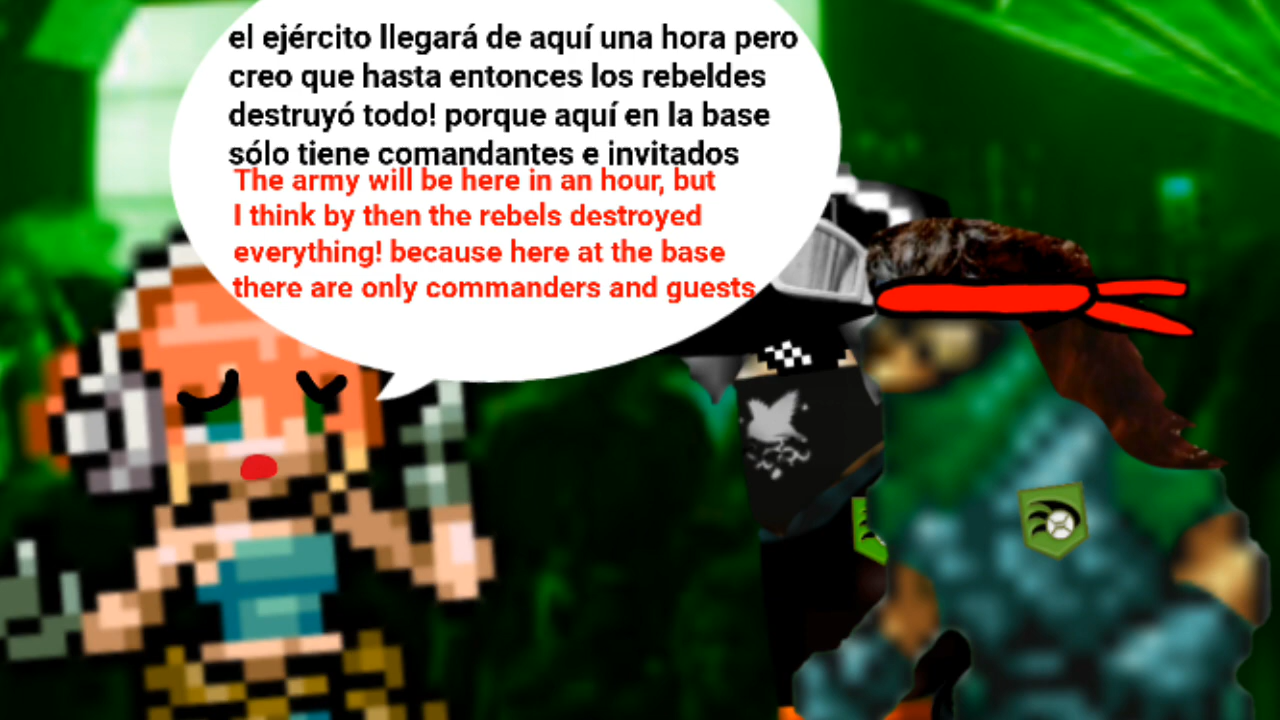 el ejército llegará de aquí una hora pero
creo que hasta entonces los rebeldes
destruyó todo! porque aquí en la base
sólo tiene comandantes e invitados
The army will be here in an hour, but
I think by then the rebels destroyed
everything! because here at the base
there are only commanders and guests